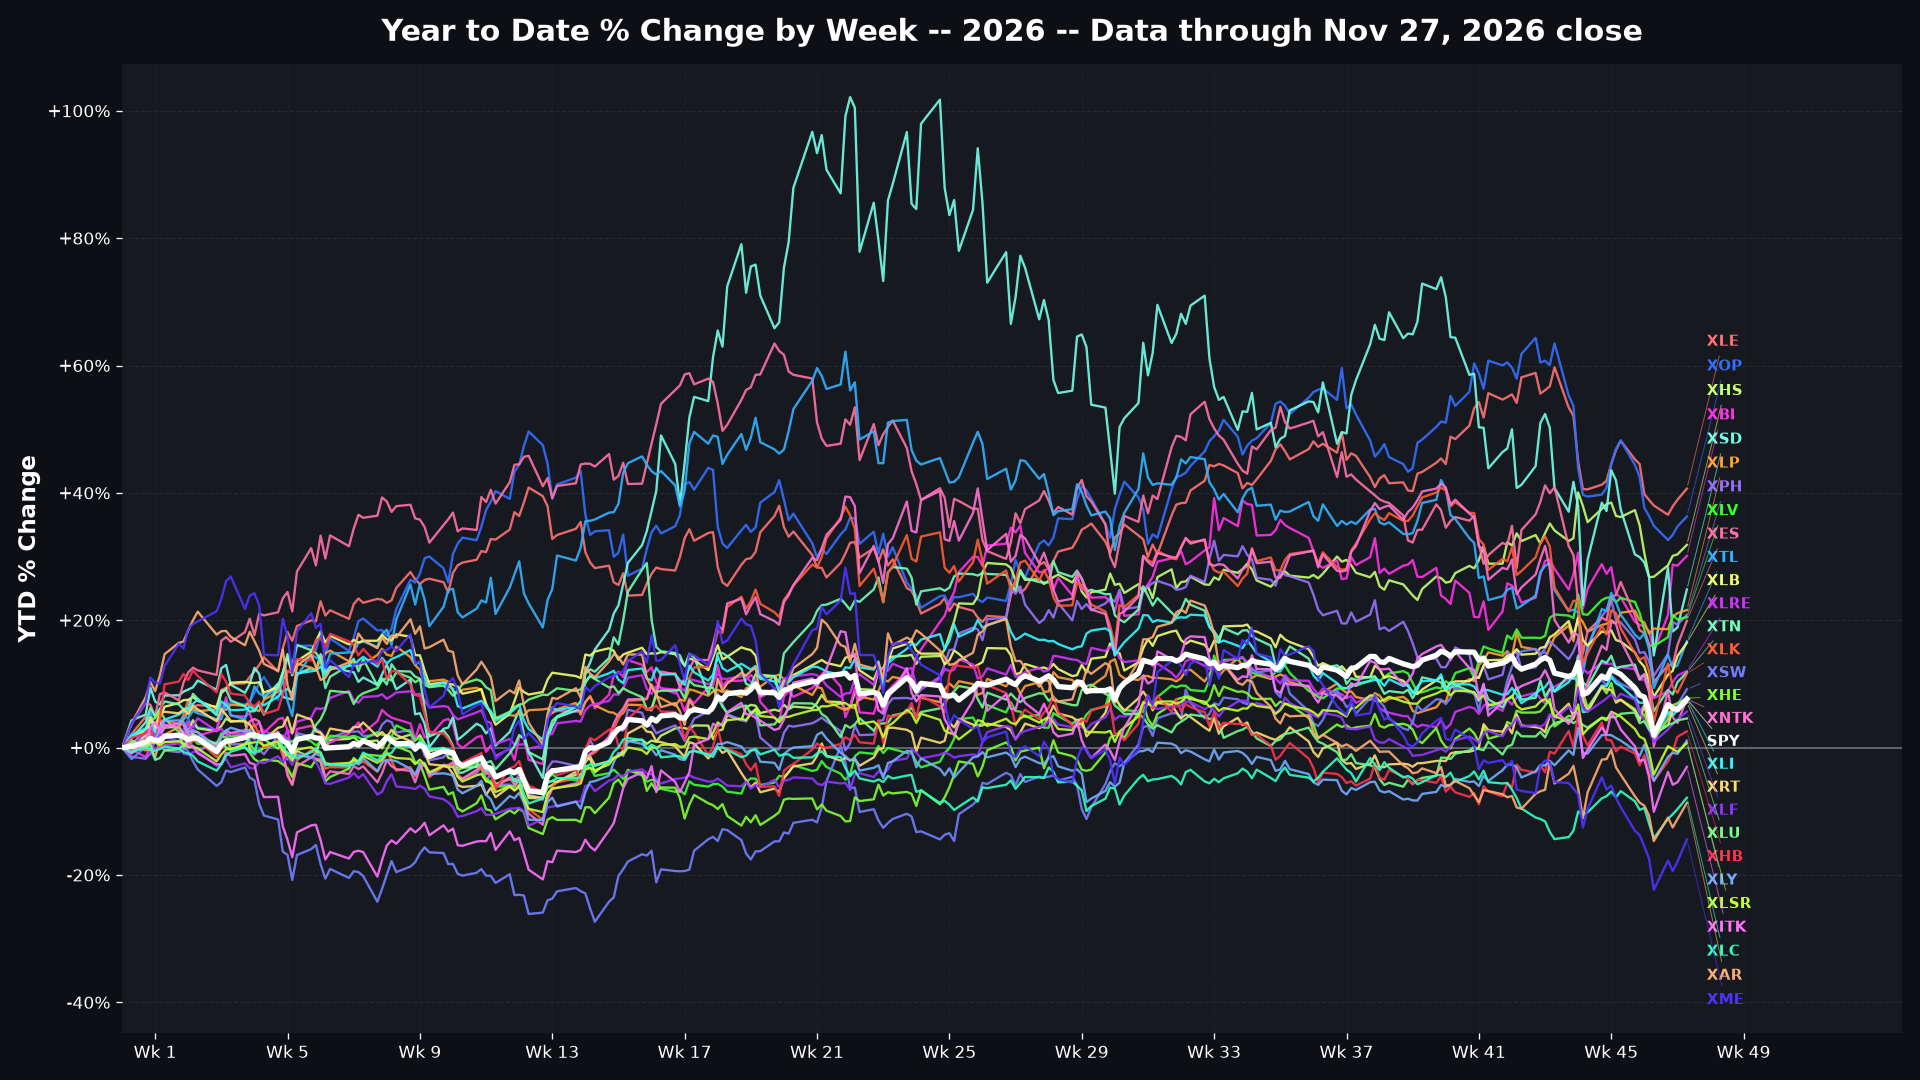 Year to Date % Change by Week -- 2026 -- Data through Nov 27, 2026 close
YTD % Change
+100%
+80%
+60%
+40%
+20%
+0%
-20%
-40%
Wk 1
Wk 5
Wk 9
Wk 13
Wk 17
Wk 21
Wk 25
Wk 29
Wk 33
Wk 37
Wk 41
Wk 45
Wk 49
XLE
XOP
XHS
XBI
XSD
XLP
XPH
XLV
XES
XTL
XLB
XLRE
XTN
XLK
XSW
XHE
XNTK
SPY
XLI
XRT
XLF
XLU
XHB
XLY
XLSR
XITK
XLC
XAR
XME